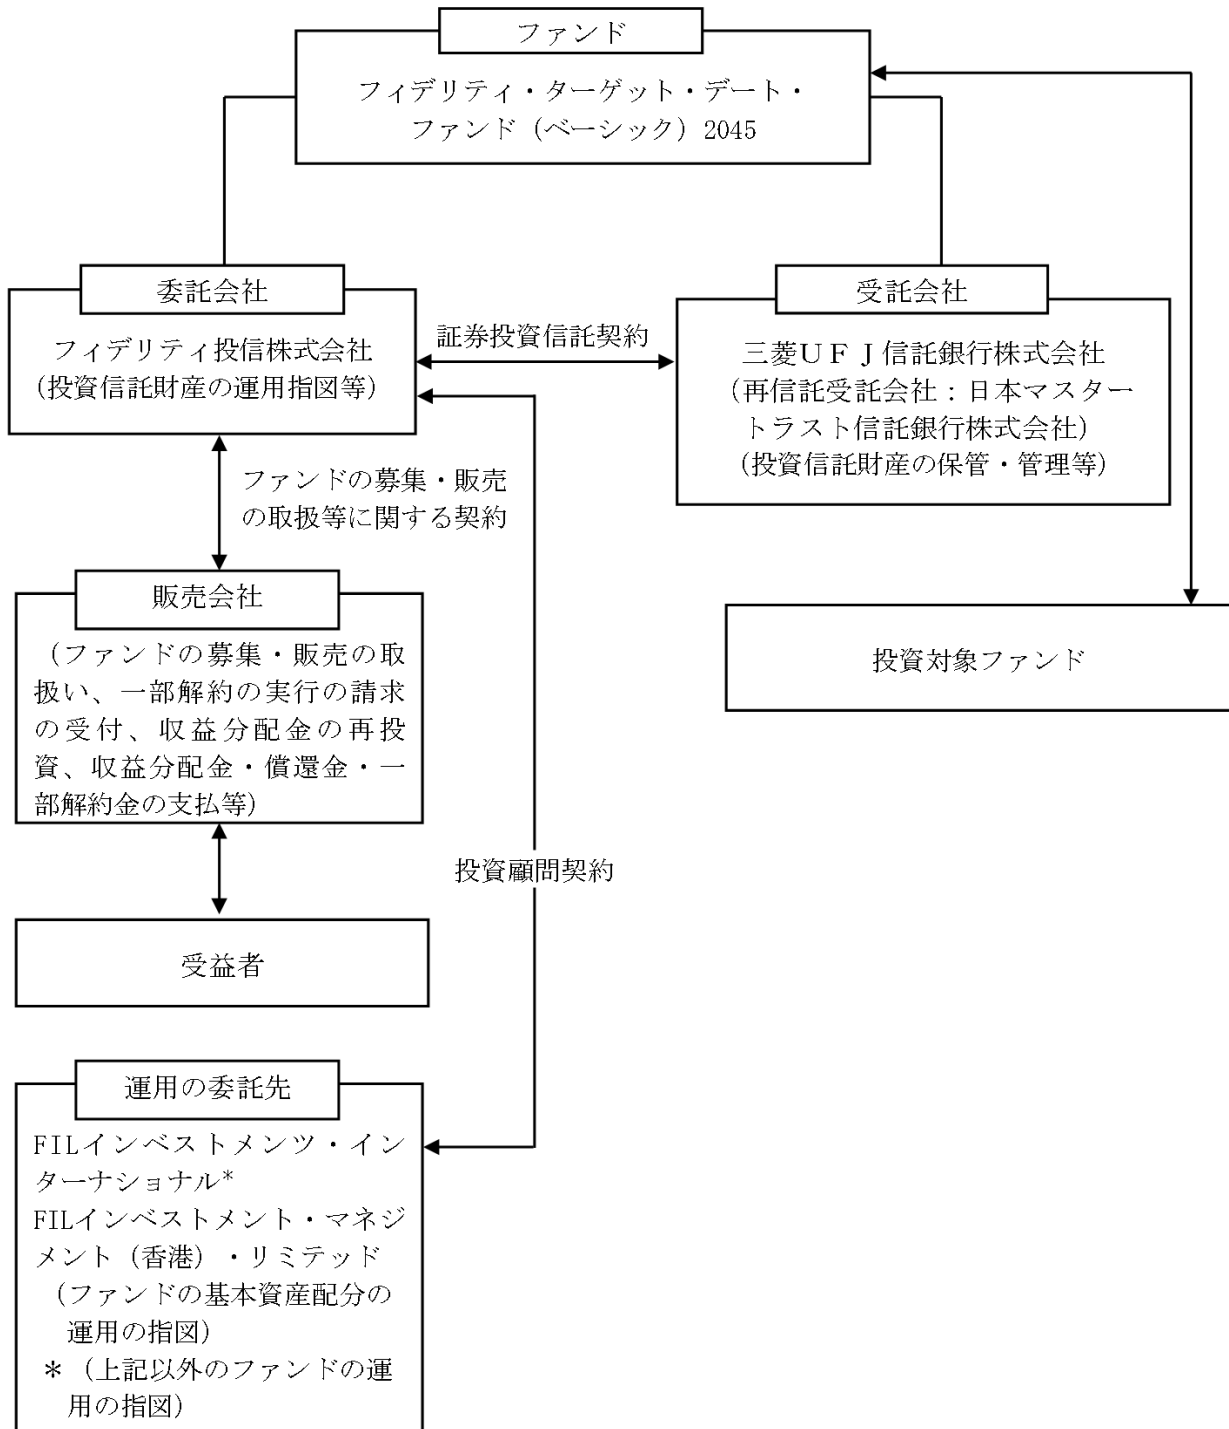 ファンド
フィデリティ・ターゲット・デート・
ファンド（ベーシック）2045
委託会社
フィデリティ投信株式会社
（投資信託財産の運用指図等）
証券投資信託契約
受託会社
三菱ＵＦＪ信託銀行株式会社
（再信託受託会社：日本マスター
トラスト信託銀行株式会社）
（投資信託財産の保管・管理等）
ファンドの募集・販売
の取扱等に関する契約
販売会社
（ファンドの募集・販売の取
扱い、一部解約の実行の請求
の受付、収益分配金の再投
資、収益分配金・償還金・一
部解約金の支払等）
投資対象ファンド
投資顧問契約
受益者
運用の委託先
FILインベストメンツ・イン
ターナショナル*
FILインベストメント・マネジ
メント（香港）・リミテッド
（ファンドの基本資産配分の
運用の指図）
＊（上記以外のファンドの運
用の指図）